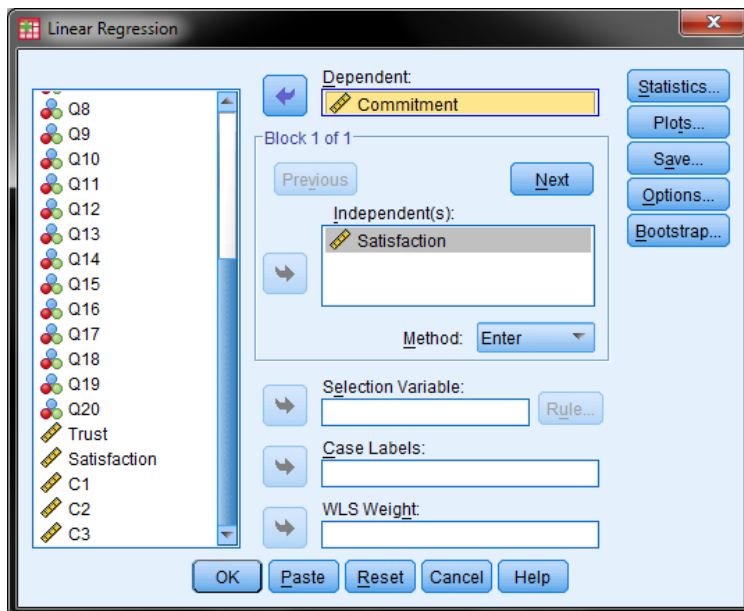 Linear Regression
Q8
Q9
Q10
Q11
Q12
Q13
Q14
Q15
Q16
Q17
Q18
Q19
Q20
Trust
Satisfaction
C1
C2
C3
Dependent:
Commitment
Block 1 of 1
Previous
Next
Independent(s):
Satisfaction
Method: Enter
Selection Variable:
Rule...
Case Labels:
WLS Weight:
Statistics...
Plots...
Save...
Options...
Bootstrap...
OK Paste Reset Cancel Help